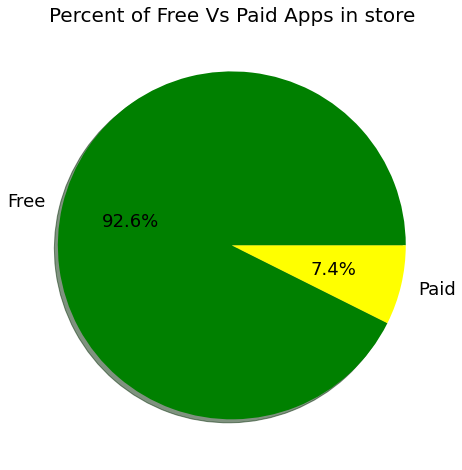 Percent of Free Vs Paid Apps in store
Free
92.6%
7.4%
Paid